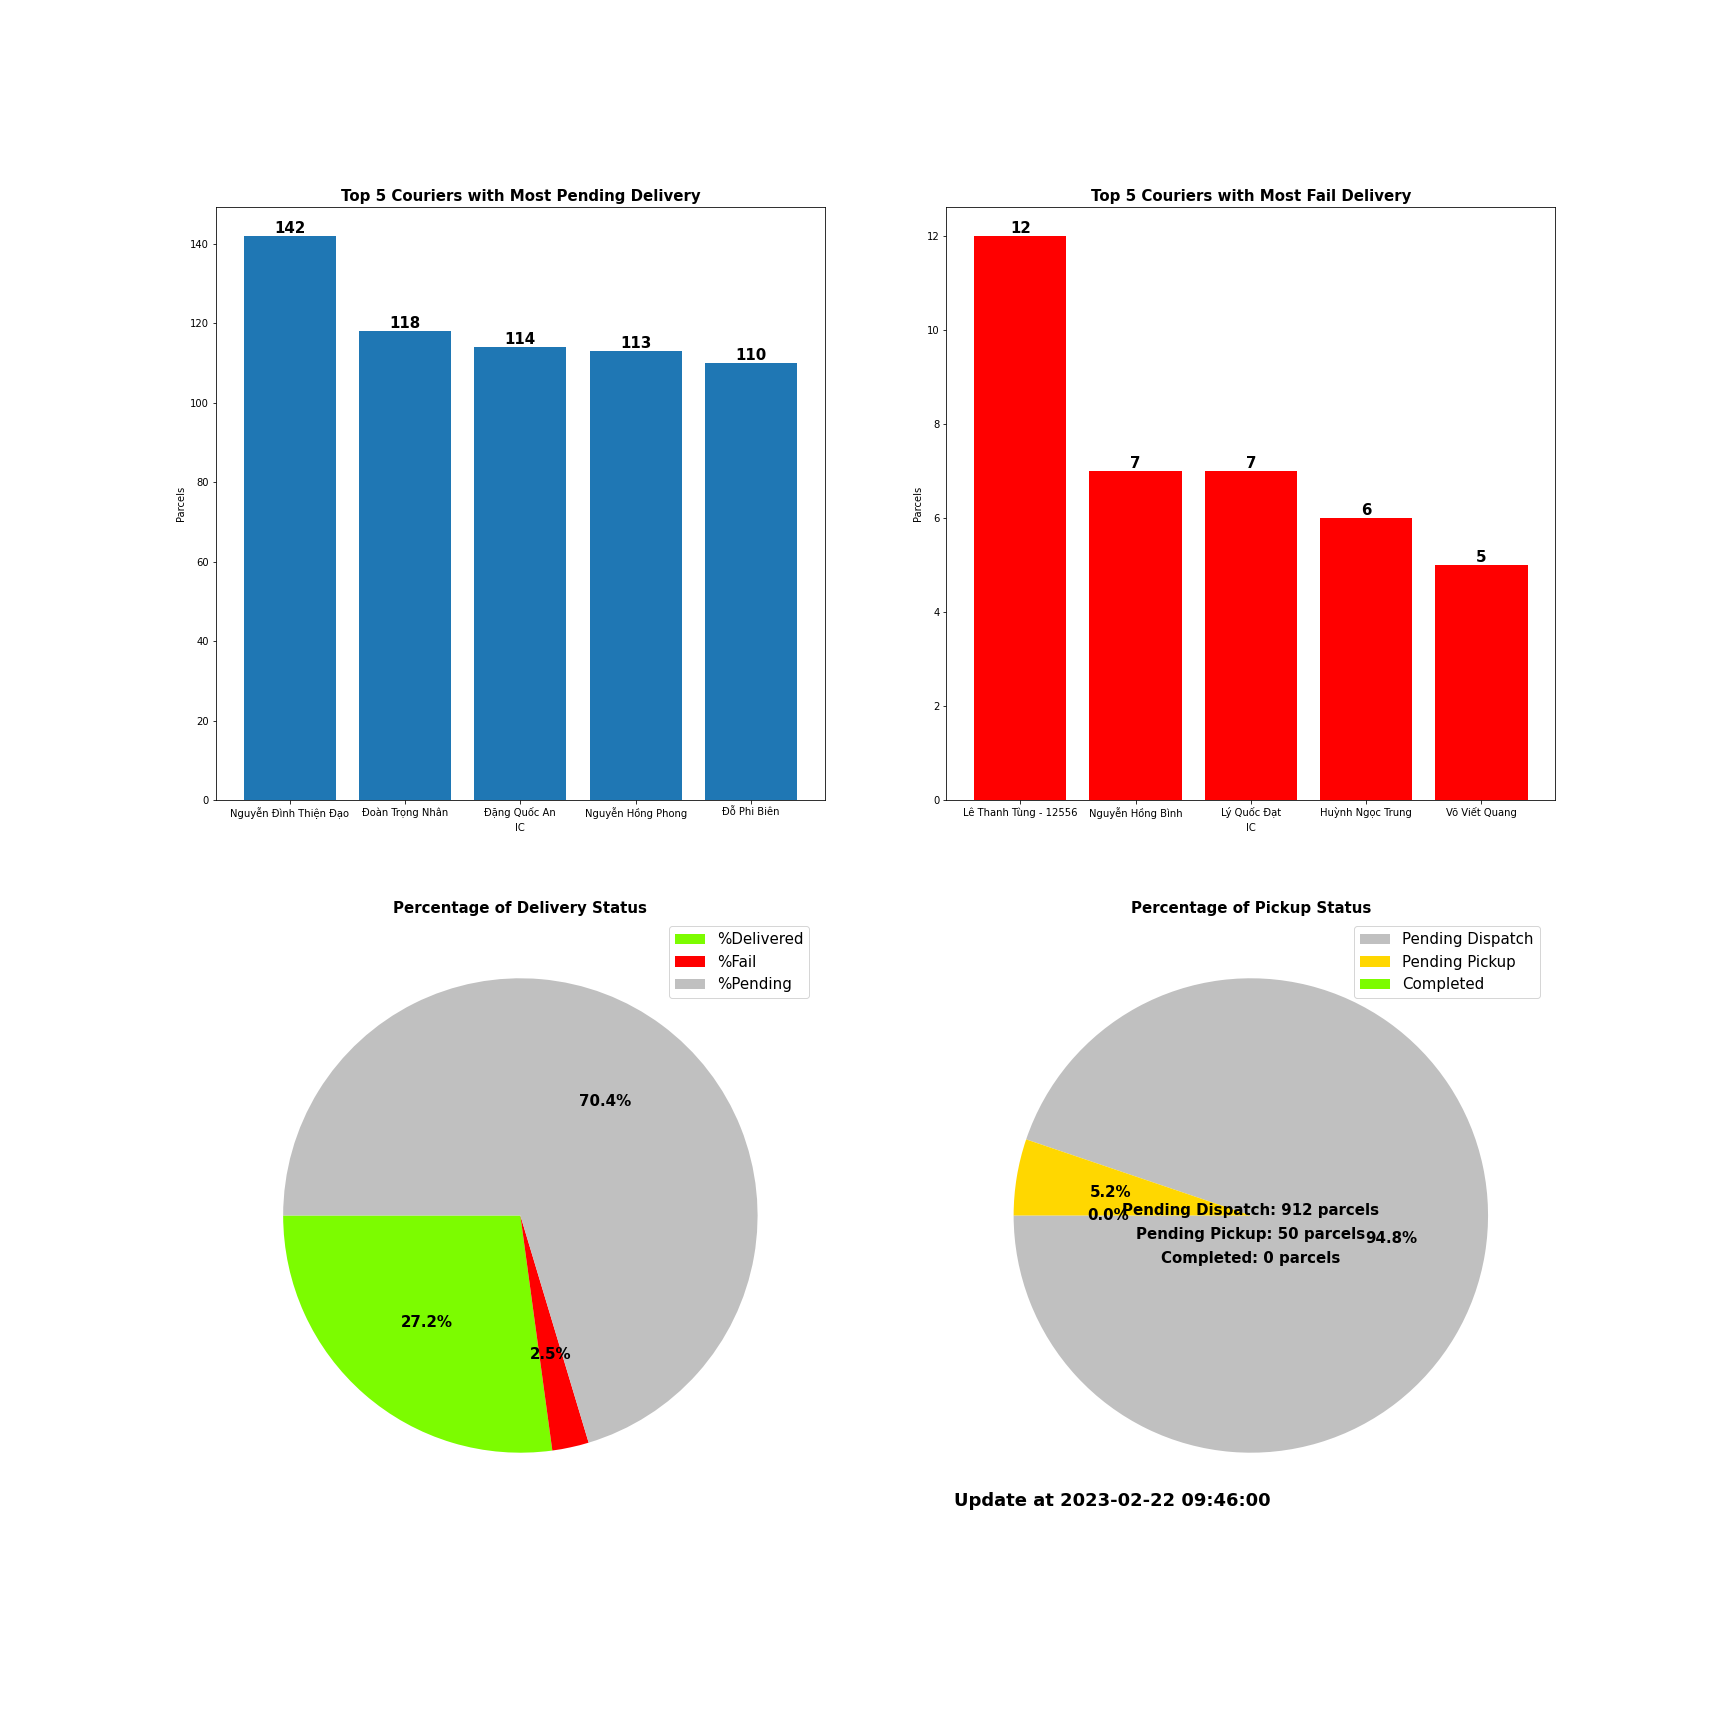 Top 5 Couriers with Most Pending Delivery
142
118
114
113
110
140
120
100
80
60
40
20
0
Parcels
Nguyễn Đình Thiện Đạo
Đoàn Trọng Nhân
Đặng Quốc An
Nguyễn Hồng Phong
Đỗ Phi Biên
IC
Top 5 Couriers with Most Fail Delivery
12
7
7
6
5
12
10
8
6
4
2
0
Parcels
Lê Thanh Tùng - 12556
Nguyễn Hồng Bình
Lý Quốc Đạt
Huỳnh Ngọc Trung
Võ Viết Quang
IC
Percentage of Delivery Status
%Delivered
%Fail
%Pending
70.4%
27.2%
2.5%
Percentage of Pickup Status
Pending Dispatch
Pending Pickup
Completed
5.2%
0.0%
Pending Dispatch: 912 parcels
Pending Pickup: 50 parcels
94.8%
Completed: 0 parcels
Update at 2023-02-22 09:46:00